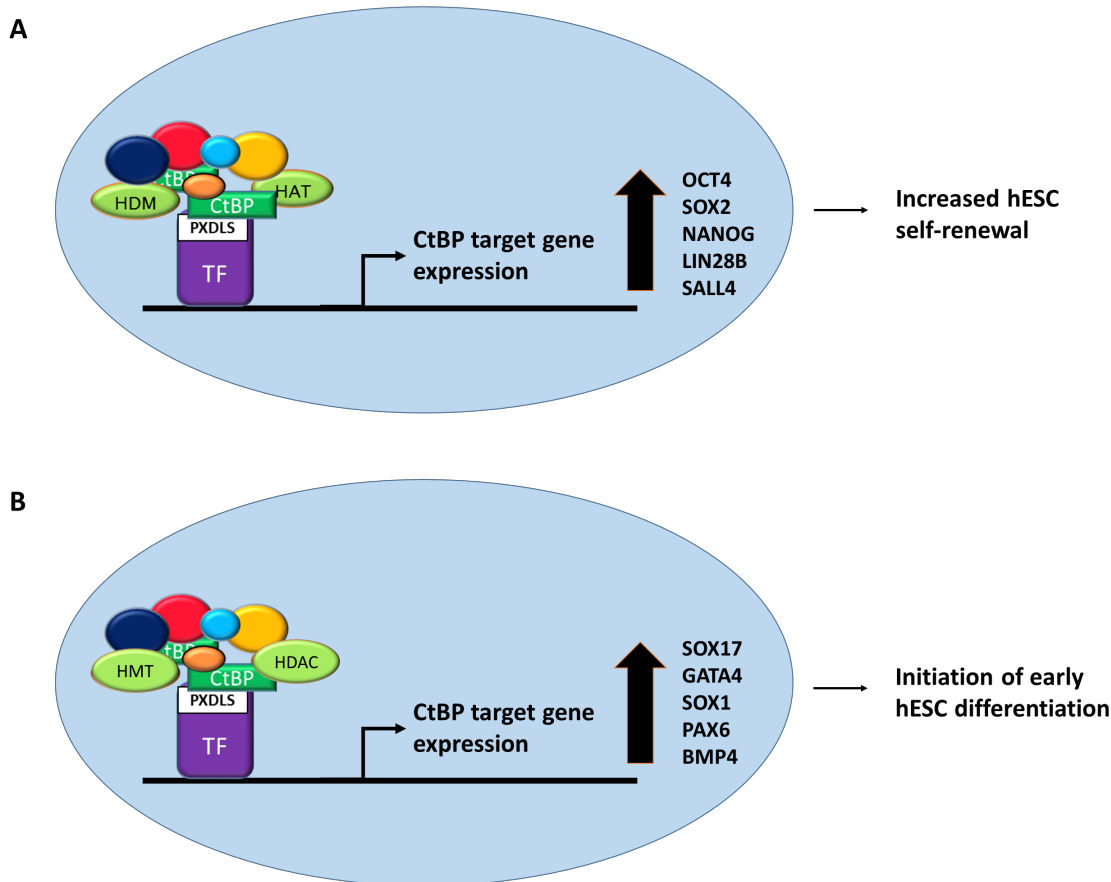 A
CtBP
HDM
HAT
CtBP
PXDLS
TF
CtBP target gene
expression
OCT4
SOX2
NANOG
LIN28B
SALL4
Increased hESC
self-renewal
B
CtBP
HMT
HDAC
CtBP
PXDLS
TF
CtBP target gene
expression
SOX17
GATA4
SOX1
PAX6
BMP4
Initiation of early
hESC differentiation